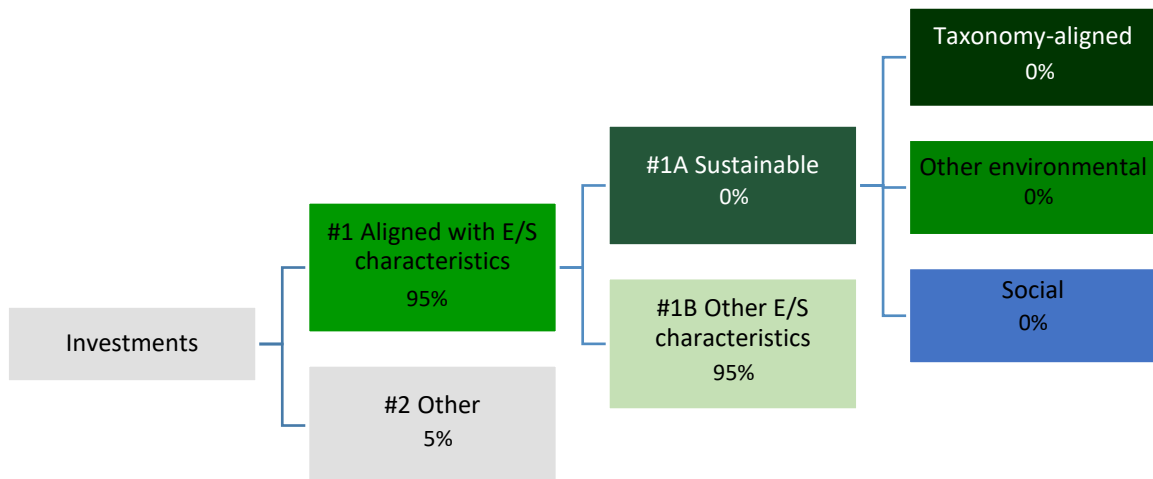 Investments
#1 Aligned with E/S
characteristics
95%
#2 Other
5%
#1A Sustainable
0%
#1B Other E/S
characteristics
95%
Taxonomy-aligned
0%
Other environmental
0%
Social
0%